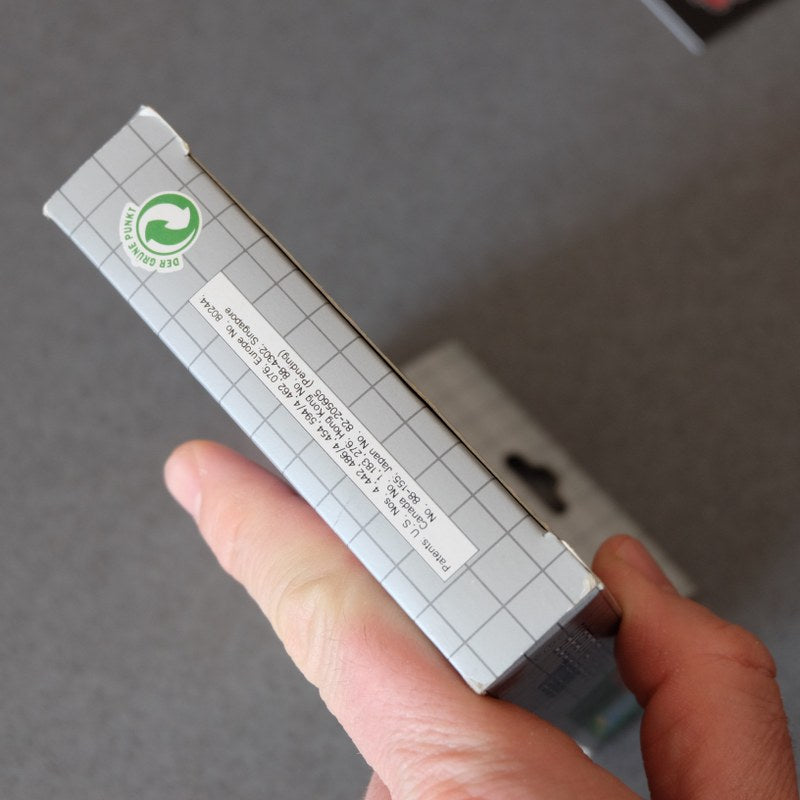 DER GRÜNE PUNKT
Patents: U. S. Nos. 4,442,486/4,454,594/4 462 076, Europe No. 80244,
Canada No. 1,183,276, Hong Kong No. 88-4302, Singapore
No. 88-155, Japan No. 82-205605 (Pending)